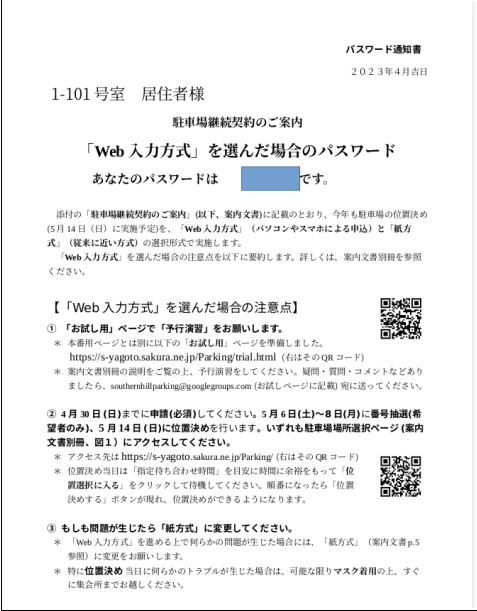 パスワード通知書
２０２３年４月吉日
1-101 号室　居住者様
駐車場継続契約のご案内
「Web 入力方式」を選んだ場合のパスワード
あなたのパスワードは　です。
添付の「駐車場継続契約のご案内」(以下、案内文書)に記載のとおり、今年も駐車場の位置決め
(5 月 14 日（日）に実施予定)を、「Web 入力方式」（パソコンやスマホによる申込）と「紙方
式」（従来に近い方式）の選択形式で実施します。
「Web 入力方式」を選んだ場合の注意点を以下に要約します。詳しくは、案内文書別冊を参照
ください。
【「Web 入力方式」を選んだ場合の注意点】
① 「お試し用」ページで「予行演習」をお願いします。
＊ 本番用ページとは別に以下の「お試し用」ページを準備しました。
https://s-yagoto.sakura.ne.jp/Parking/trial.html（右はその QR コード）
＊ 案内文書別冊の説明をご覧の上、予行演習をしてください。疑問・質問・コメントなどあり
ましたら、southernhillparking@googlegroups.com (お試しページに記載) 宛に送ってください。
② 4 月 30 日(日)までに申請(必須)してください。5 月 6 日(土)～8 日(月)に番号抽選(希
望者のみ)、5 月 14 日(日)に位置決めを行います。いずれも駐車場場所選択ページ (案内
文書別冊、図１）にアクセスしてください。
＊ アクセス先は https://s-yagoto.sakura.ne.jp/Parking/ (右はその QR コード)
＊ 位置決め当日は「指定待ち合わせ時間」を目安に時間に余裕をもって「位
置選択に入る」をクリックして待機してください。順番になったら「位置
決めする」ボタンが現れ、位置決めができるようになります。
③ もしも問題が生じたら「紙方式」に変更してください。
＊ 「Web 入力方式」を進める上で何らかの問題が生じた場合には、「紙方式」（案内文書 p.5
参照）に変更をお願いします。
＊ 特に位置決め 当日に何らかのトラブルが生じた場合は、可能な限りマスク着用の上、すぐ
に集会所までお越しください。